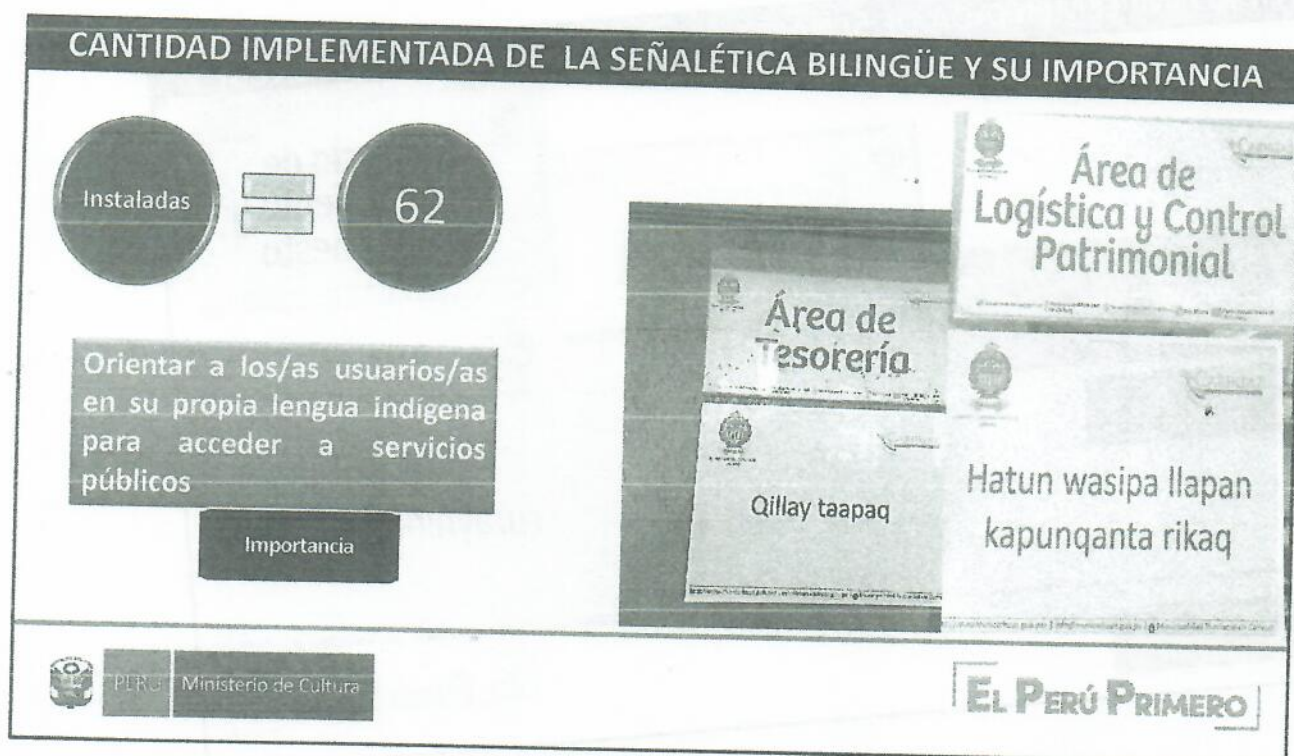 CANTIDAD IMPLEMENTADA DE LA SEÑALÉTICA BILINGÜE Y SU IMPORTANCIA
Instaladas
62
Orientar a los/as usuarios/as
en su propia lengua indígena
para acceder a servicios
públicos
Importancia
Área de
Tesorería
Qillay taapaq
Área de
Logística y Control
Patrimonial
Hatun wasipa llapan
kapunqanta rikaq
PERÚ
Ministerio de Cultura
EL PERÚ PRIMERO